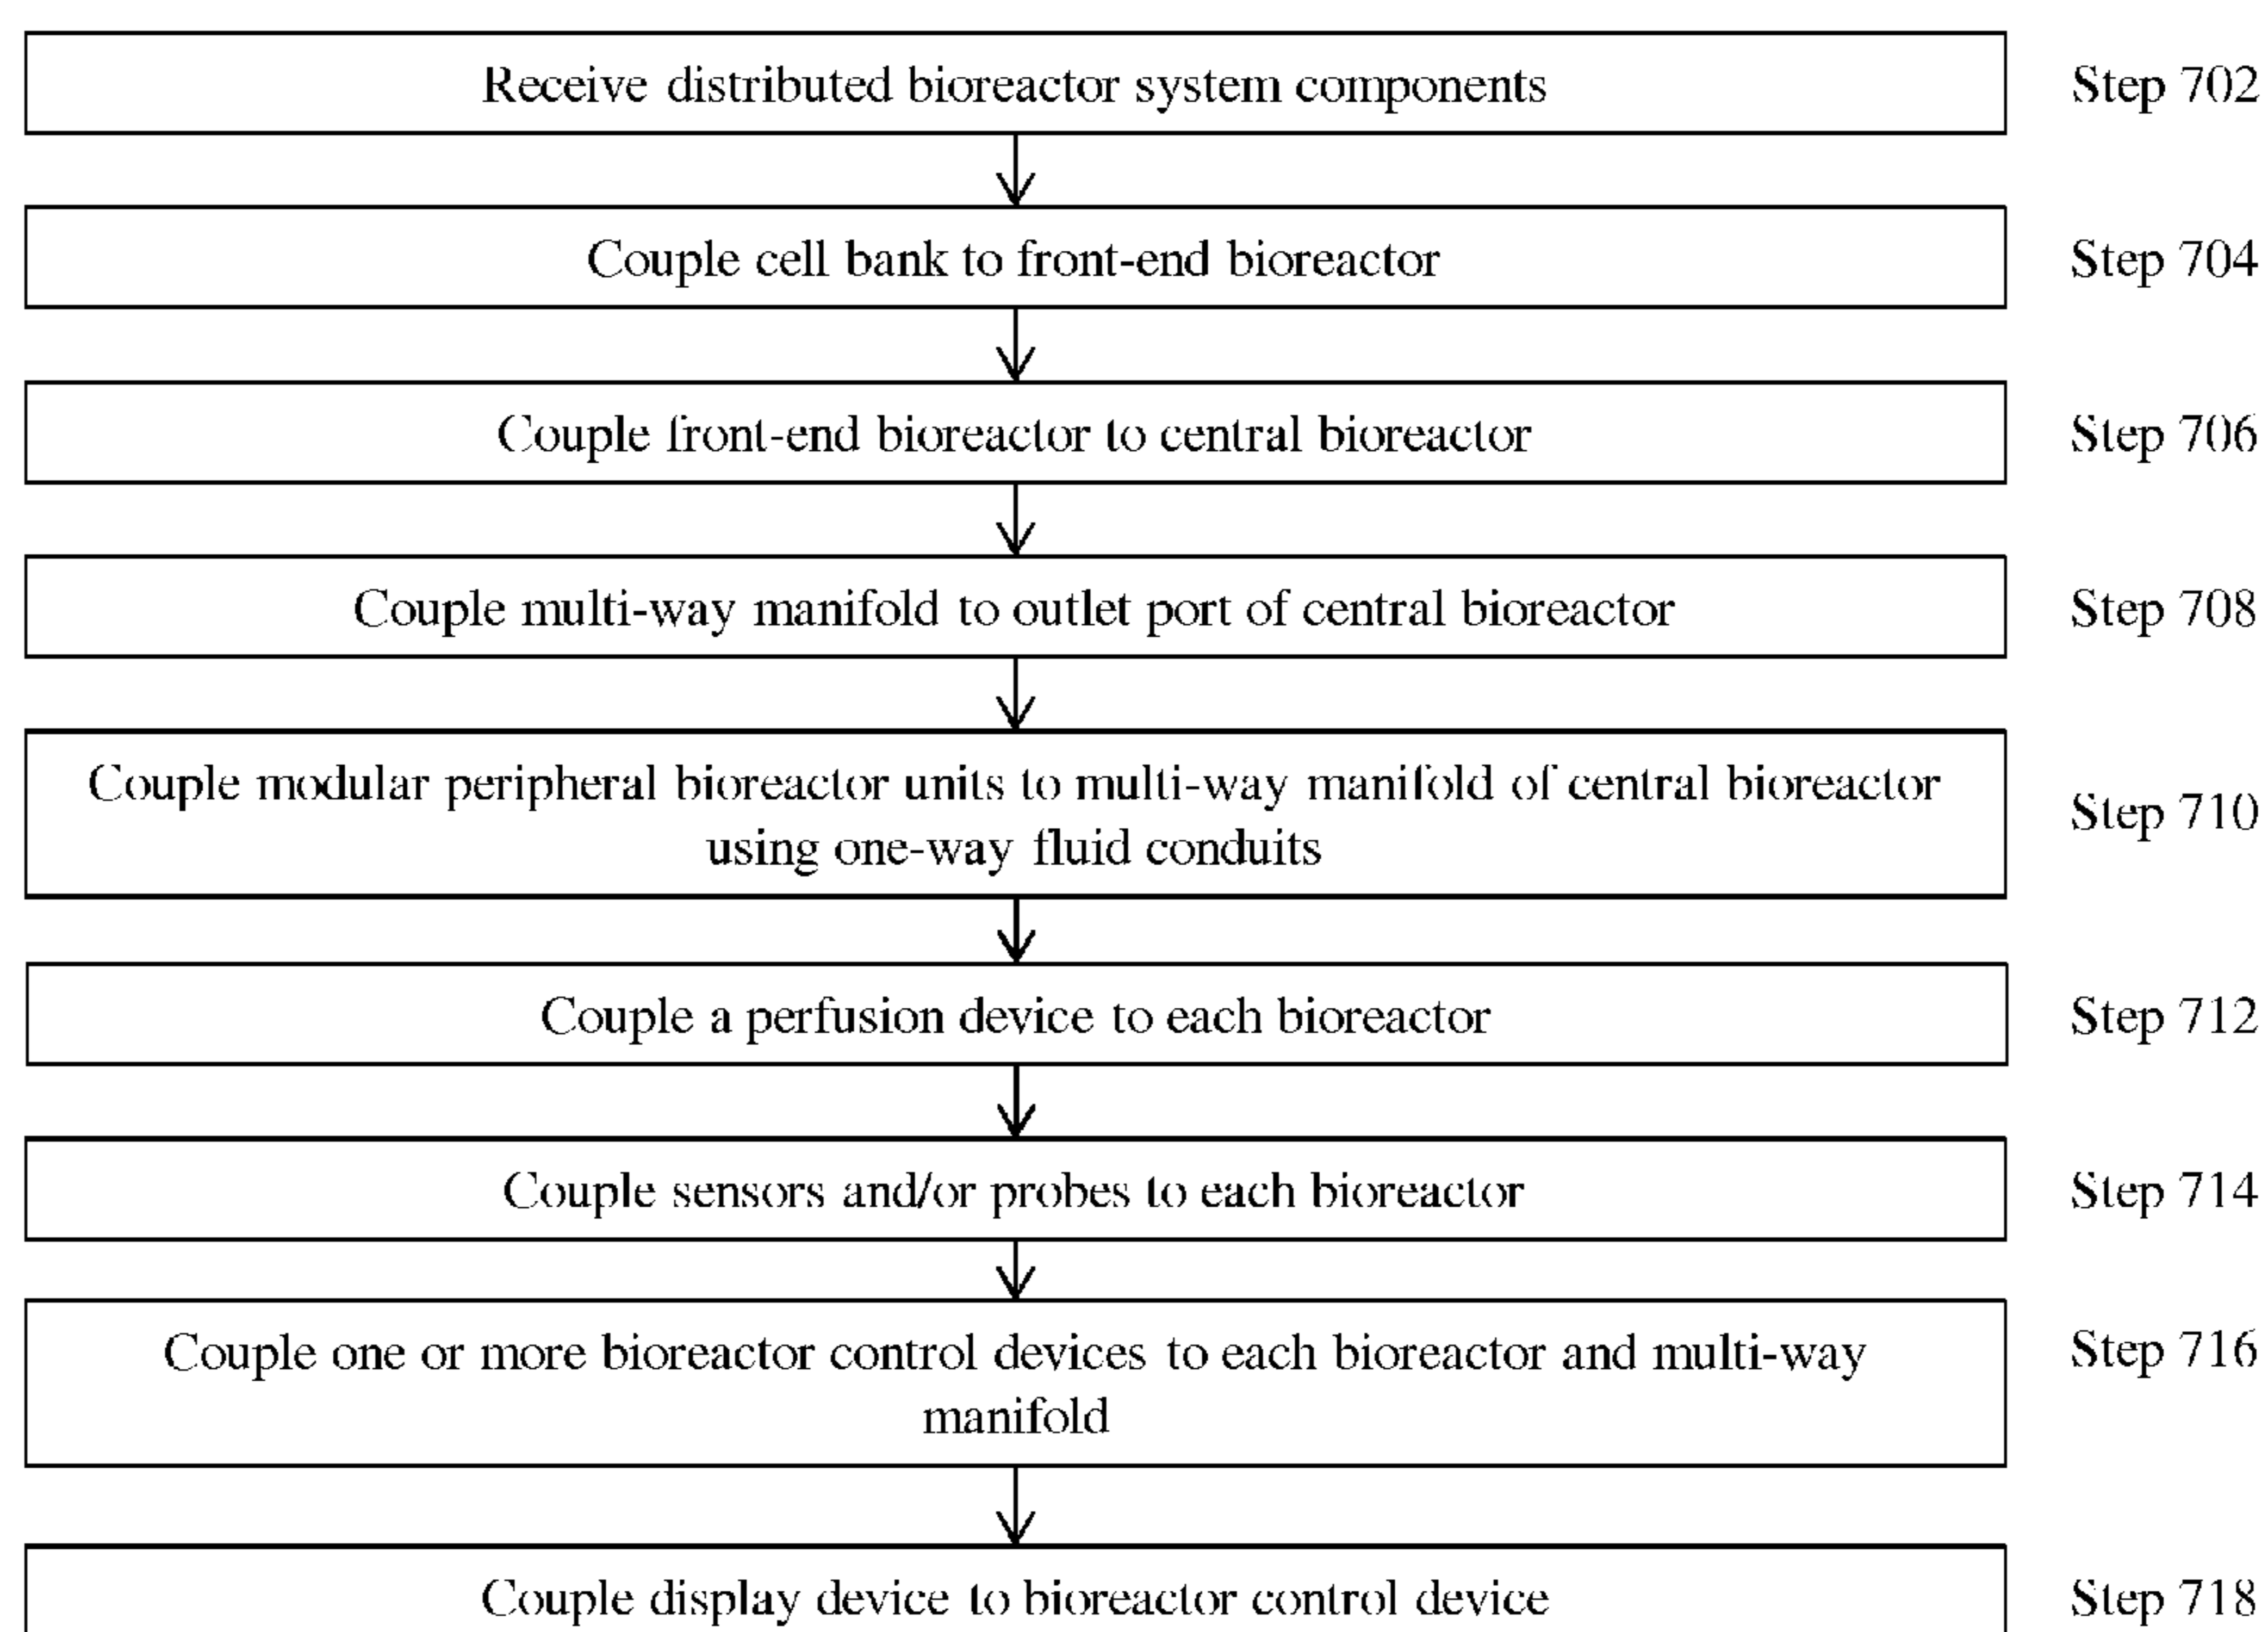 Receive distributed bioreactor system components Step 702
Couple cell bank to front-end bioreactor Step 704
Couple front-end bioreactor to central bioreactor Step 706
Couple multi-way manifold to outlet port of central bioreactor Step 708
Couple modular peripheral bioreactor units to multi-way manifold of central bioreactor
using one-way fluid conduits
Step 710
Couple a perfusion device to each bioreactor Step 712
Couple sensors and/or probes to each bioreactor Step 714
Couple one or more bioreactor control devices to each bioreactor and multi-way Step 716
manifold
Couple display device to bioreactor control device Step 718